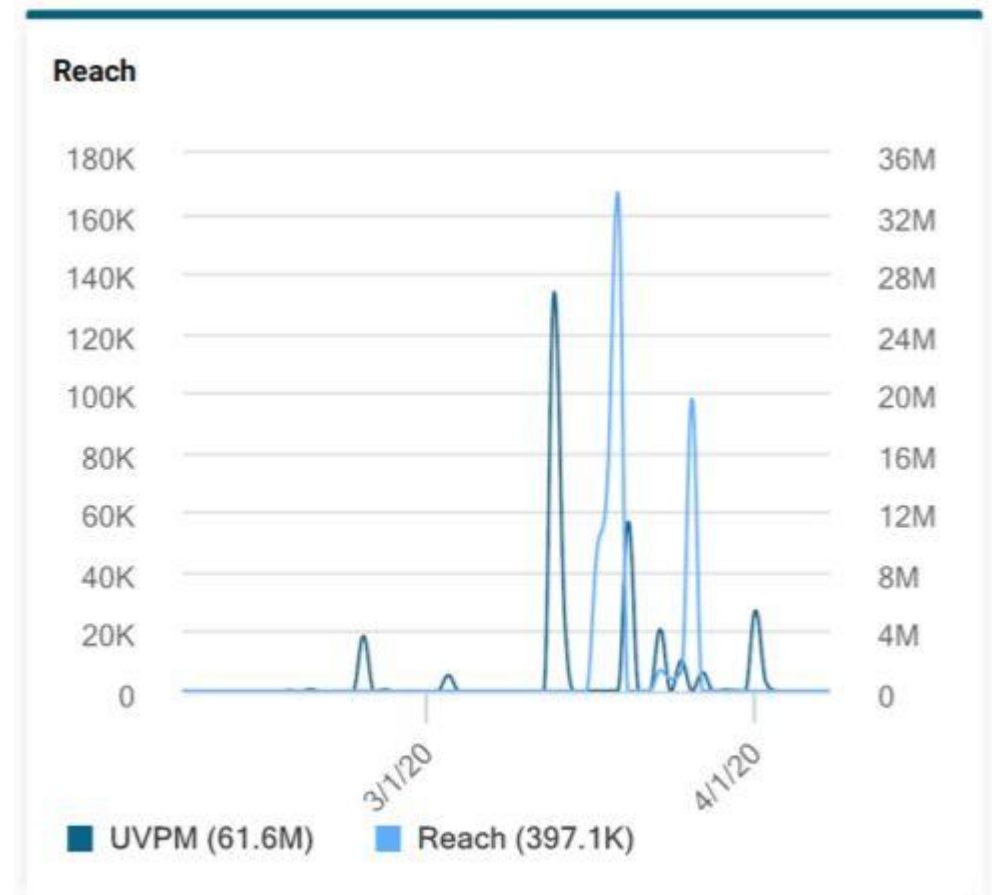 Reach
180K 36M
160K 32M
140K 28M
120K 24M
100K 20M
80K 16M
60K 12M
40K 8M
20K 4M
0 0
3/1/20 4/1/20
UVPM (61.6M) Reach (397.1K)